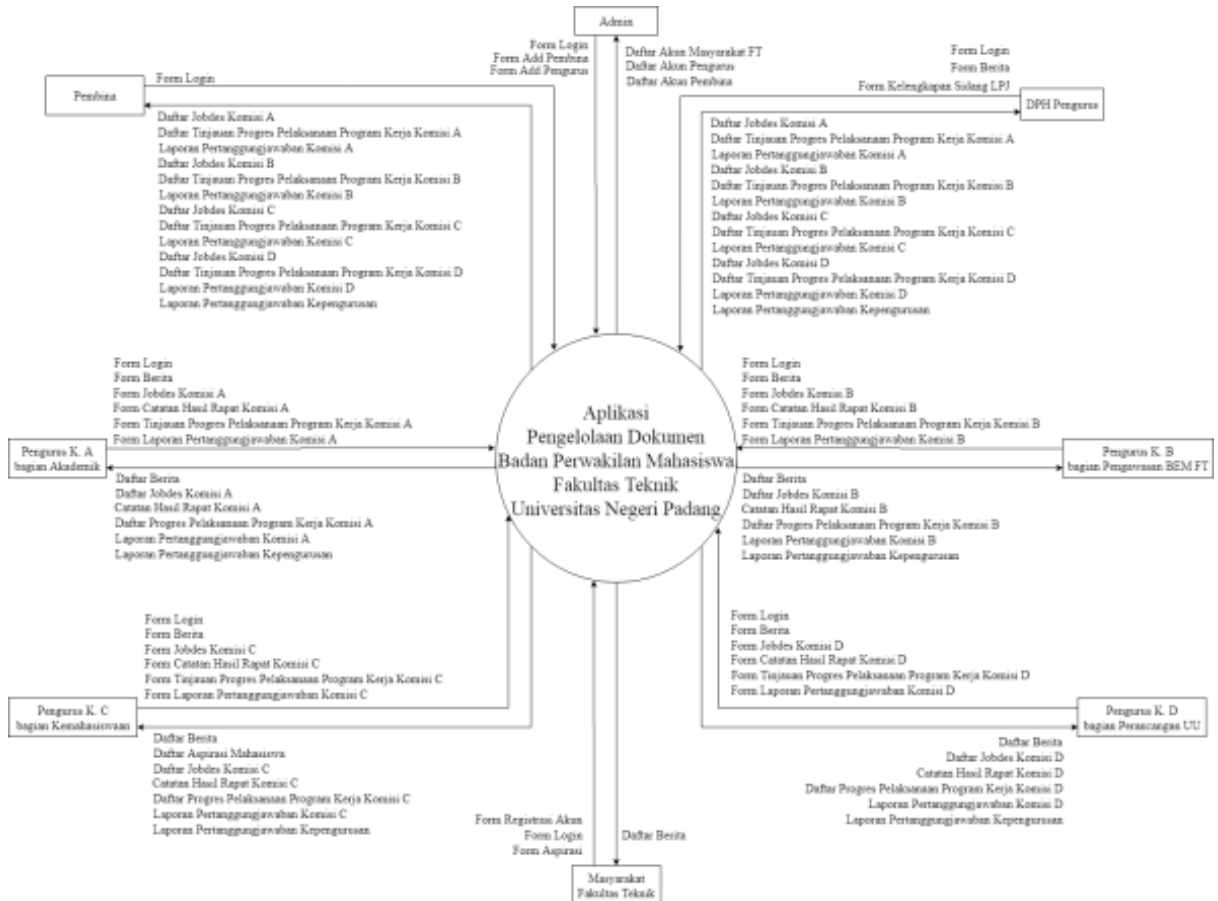 Admin
Form Login
Form Add Pembina
Form Add Pengurus
Daftar Akun Masyarakat FT
Daftar Akun Pengurus
Daftar Akun Pembina
Form Login
Form Berita
Form Kelengkapan Sidang LPJ
DPH Pengurus
Form Login
Pembina
Daftar Jobdes Komisi A
Daftar Tinjauan Progres Pelaksanaan Program Kerja Komisi A
Laporan Pertanggungjawaban Komisi A
Daftar Jobdes Komisi B
Daftar Tinjauan Progres Pelaksanaan Program Kerja Komisi B
Laporan Pertanggungjawaban Komisi B
Daftar Jobdes Komisi C
Daftar Tinjauan Progres Pelaksanaan Program Kerja Komisi C
Laporan Pertanggungjawaban Komisi C
Daftar Jobdes Komisi D
Daftar Tinjauan Progres Pelaksanaan Program Kerja Komisi D
Laporan Pertanggungjawaban Komisi D
Laporan Pertanggungjawaban Kepengurusan
Daftar Jobdes Komisi A
Daftar Tinjauan Progres Pelaksanaan Program Kerja Komisi A
Laporan Pertanggungjawaban Komisi A
Daftar Jobdes Komisi B
Daftar Tinjauan Progres Pelaksanaan Program Kerja Komisi B
Laporan Pertanggungjawaban Komisi B
Daftar Jobdes Komisi C
Daftar Tinjauan Progres Pelaksanaan Program Kerja Komisi C
Laporan Pertanggungjawaban Komisi C
Daftar Jobdes Komisi D
Daftar Tinjauan Progres Pelaksanaan Program Kerja Komisi D
Laporan Pertanggungjawaban Komisi D
Laporan Pertanggungjawaban Kepengurusan
Form Login
Form Berita
Form Jobdes Komisi A
Form Catatan Hasil Rapat Komisi A
Form Tinjauan Progres Pelaksanaan Program Kerja Komisi A
Form Laporan Pertanggungjawaban Komisi A
Pengurus K. A
bagian Akademik
Daftar Berita
Daftar Jobdes Komisi A
Catatan Hasil Rapat Komisi A
Daftar Progres Pelaksanaan Program Kerja Komisi A
Laporan Pertanggungjawaban Komisi A
Laporan Pertanggungjawaban Kepengurusan
Aplikasi
Pengelolaan Dokumen
Badan Perwakilan Mahasiswa
Fakultas Teknik
Universitas Negeri Padang
Form Login
Form Berita
Form Jobdes Komisi B
Form Catatan Hasil Rapat Komisi B
Form Tinjauan Progres Pelaksanaan Program Kerja Komisi B
Form Laporan Pertanggungjawaban Komisi B
Pengurus K. B
bagian Pengawasan BEM FT
Daftar Berita
Daftar Jobdes Komisi B
Catatan Hasil Rapat Komisi B
Daftar Progres Pelaksanaan Program Kerja Komisi B
Laporan Pertanggungjawaban Komisi B
Laporan Pertanggungjawaban Kepengurusan
Form Login
Form Berita
Form Jobdes Komisi C
Form Catatan Hasil Rapat Komisi C
Form Tinjauan Progres Pelaksanaan Program Kerja Komisi C
Form Laporan Pertanggungjawaban Komisi C
Pengurus K. C
bagian Kemahasiswaan
Daftar Berita
Daftar Aspirasi Mahasiswa
Daftar Jobdes Komisi C
Catatan Hasil Rapat Komisi C
Daftar Progres Pelaksanaan Program Kerja Komisi C
Laporan Pertanggungjawaban Komisi C
Laporan Pertanggungjawaban Kepengurusan
Form Login
Form Berita
Form Jobdes Komisi D
Form Catatan Hasil Rapat Komisi D
Form Tinjauan Progres Pelaksanaan Program Kerja Komisi D
Form Laporan Pertanggungjawaban Komisi D
Pengurus K. D
bagian Perancangan UU
Daftar Berita
Daftar Jobdes Komisi D
Catatan Hasil Rapat Komisi D
Daftar Progres Pelaksanaan Program Kerja Komisi D
Laporan Pertanggungjawaban Komisi D
Laporan Pertanggungjawaban Kepengurusan
Form Registrasi Akun
Form Login
Form Aspirasi
Daftar Berita
Masyarakat
Fakultas Teknik